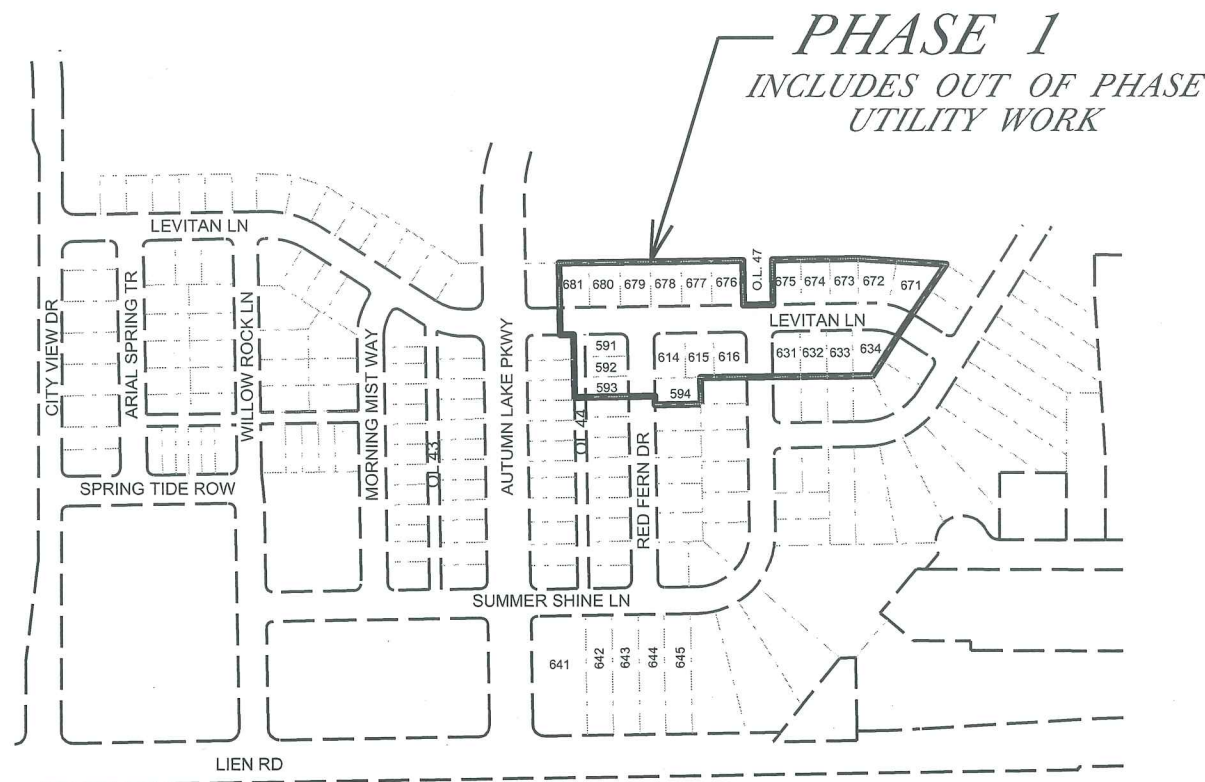 PHASE 1
INCLUDES OUT OF PHASE
UTILITY WORK
LEVITAN LN
O.L. 47
681 680 679 678 677 676 675 674 673 672 671
LEVITAN LN
CITY VIEW DR
ARIAL SPRING TR
WILLOW ROCK LN
MORNING MIST WAY
AUTUMN LAKE PKWY
591
592
593
614 615 616
594
631 632 633 634
OL 43
OL 44
RED FERN DR
SPRING TIDE ROW
SUMMER SHINE LN
641 642 643 644 645
LIEN RD